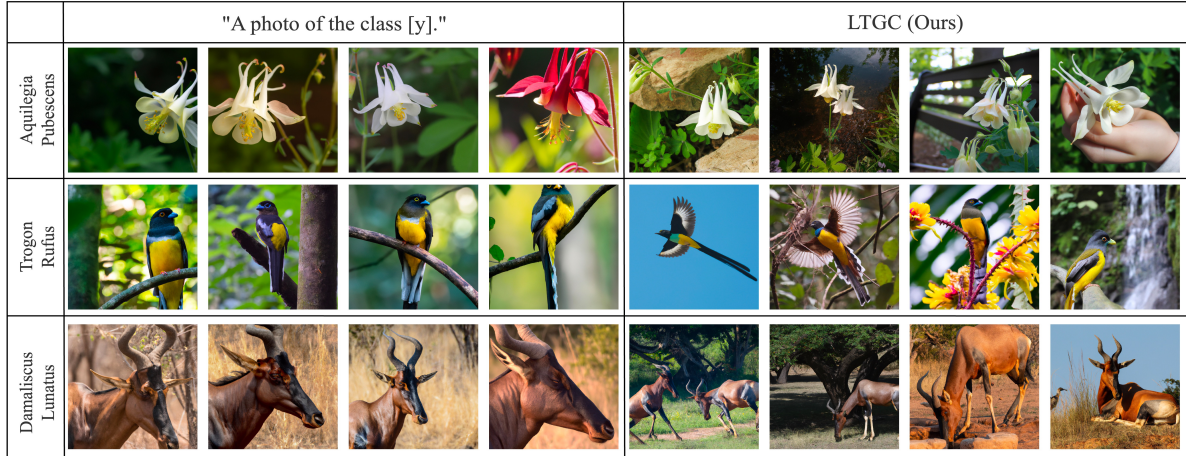 "A photo of the class [y]."
LTGC (Ours)
Aquilegia
Pubescens
Trogon
Rufus
Damaliscus
Lunatus